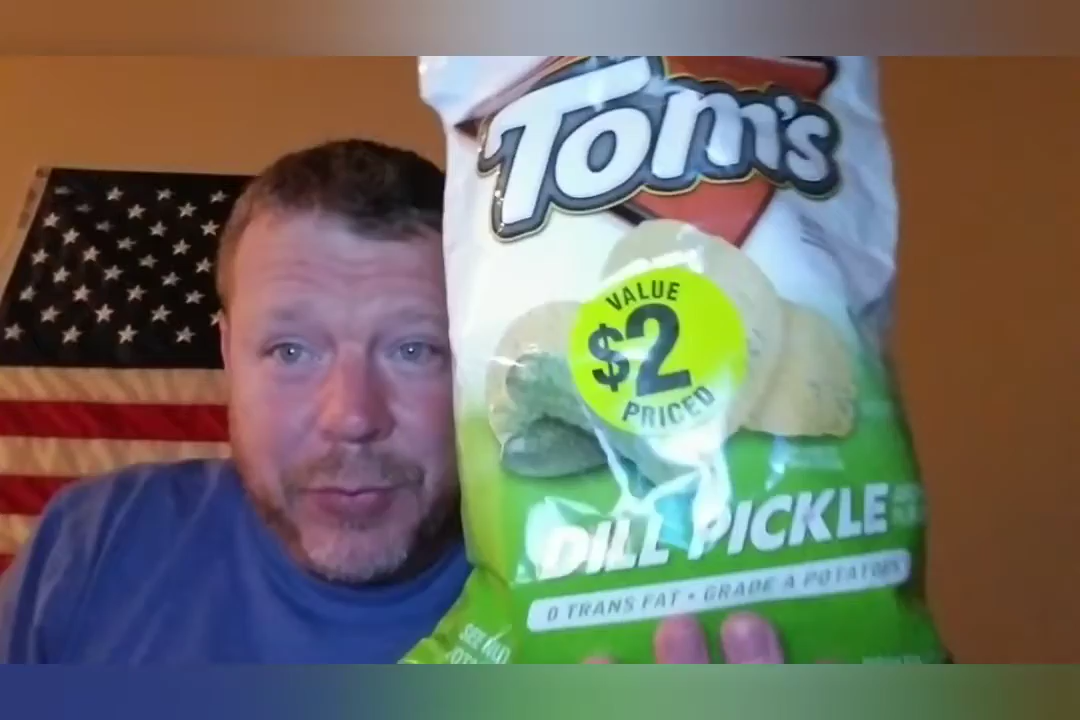 Tom's
VALUE
$2
PRICED
DILL PICKLE
0 TRANS FAT • GRADE A POTATOES